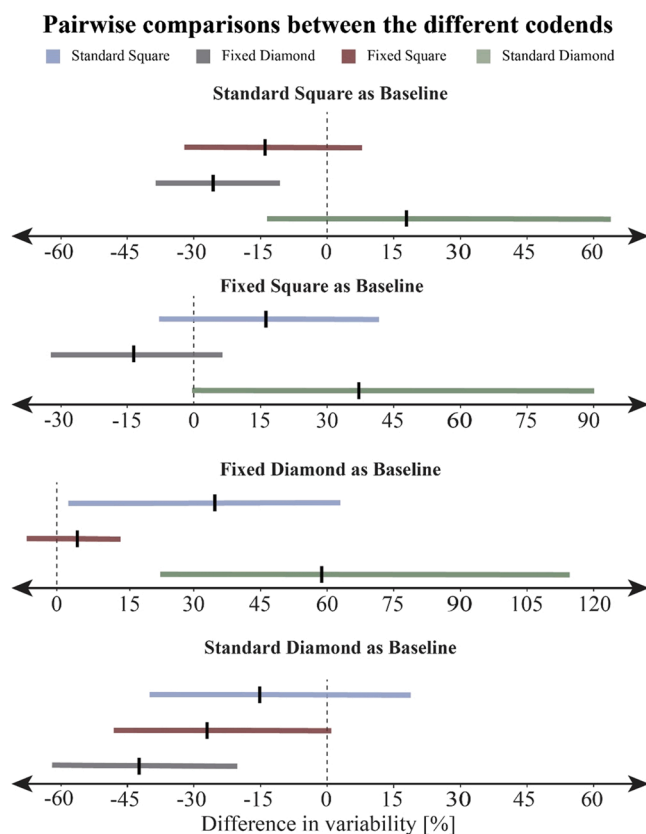 Pairwise comparisons between the different codends
Standard Square Fixed Diamond Fixed Square Standard Diamond
Standard Square as Baseline
-60 -45 -30 -15 0 15 30 45 60
Fixed Square as Baseline
-30 -15 0 15 30 45 60 75 90
Fixed Diamond as Baseline
0 15 30 45 60 75 90 105 120
Standard Diamond as Baseline
-60 -45 -30 -15 0 15 30 45 60
Difference in variability [%]